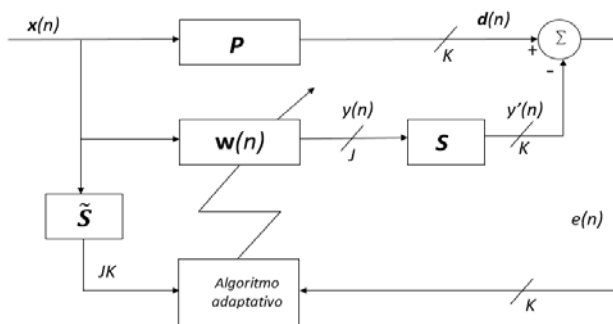 x(n)
P
K
d(n)
+
Σ
-
w(n)
y(n)
J
S
y'(n)
K
S̃
JK
Algoritmo
adaptativo
K
e(n)